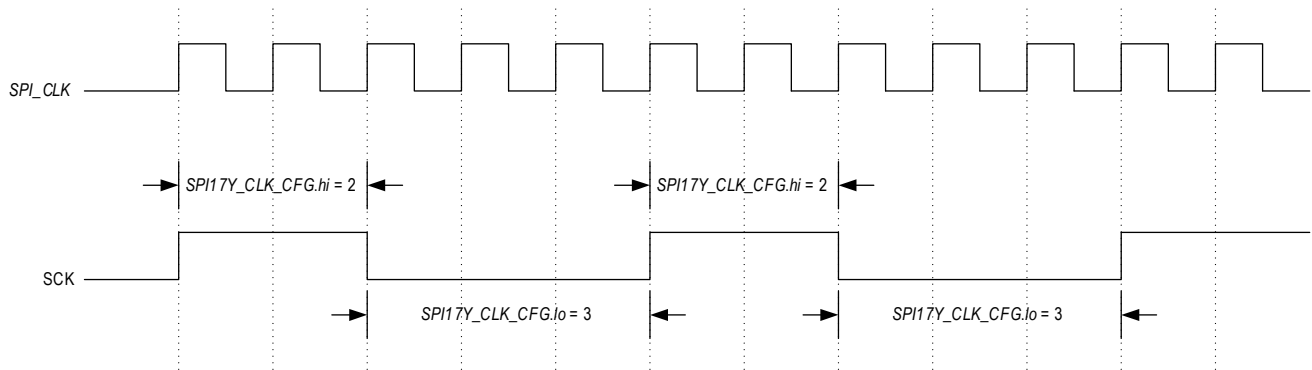 SPI_CLK
SPI17Y_CLK_CFG.hi = 2
SPI17Y_CLK_CFG.hi = 2
SCK
SPI17Y_CLK_CFG.lo = 3
SPI17Y_CLK_CFG.lo = 3